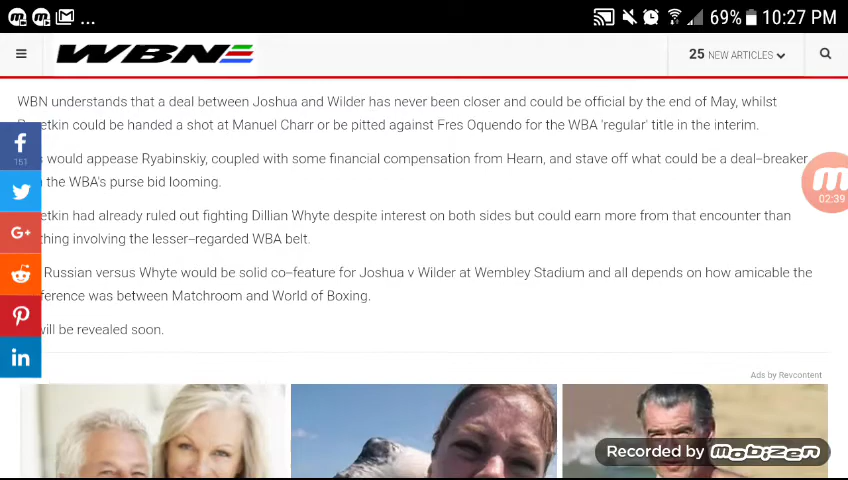 ... 69% 10:27 PM
WBN 25 NEW ARTICLES
WBN understands that a deal between Joshua and Wilder has never been closer and could be official by the end of May, whilst
etkin could be handed a shot at Manuel Charr or be pitted against Fres Oquendo for the WBA 'regular' title in the interim.
would appease Ryabinskiy, coupled with some financial compensation from Hearn, and stave off what could be a deal-breaker
the WBA's purse bid looming.
etkin had already ruled out fighting Dillian Whyte despite interest on both sides but could earn more from that encounter than
thing involving the lesser-regarded WBA belt.
Russian versus Whyte would be solid co-feature for Joshua v Wilder at Wembley Stadium and all depends on how amicable the
ference was between Matchroom and World of Boxing.
will be revealed soon.
f
151
G+
in
m
02:39
Ads by Revcontent
Recorded by mobizen